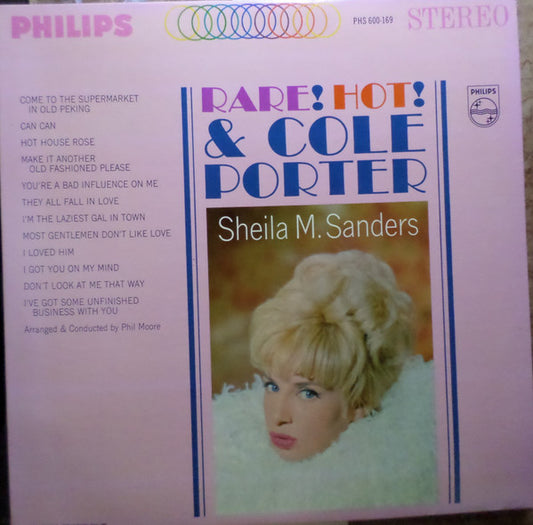 PHILIPS
PHS 600-169
STEREO
COME TO THE SUPERMARKET
IN OLD PEKING
CAN CAN
HOT HOUSE ROSE
MAKE IT ANOTHER
OLD FASHIONED PLEASE
YOU'RE A BAD INFLUENCE ON ME
THEY ALL FALL IN LOVE
I'M THE LAZIEST GAL IN TOWN
MOST GENTLEMEN DON'T LIKE LOVE
I LOVED HIM
I GOT YOU ON MY MIND
DON'T LOOK AT ME THAT WAY
I'VE GOT SOME UNFINISHED
BUSINESS WITH YOU
Arranged & Conducted by Phil Moore
RARE! HOT!
& COLE
PORTER
PHILIPS
Sheila M. Sanders